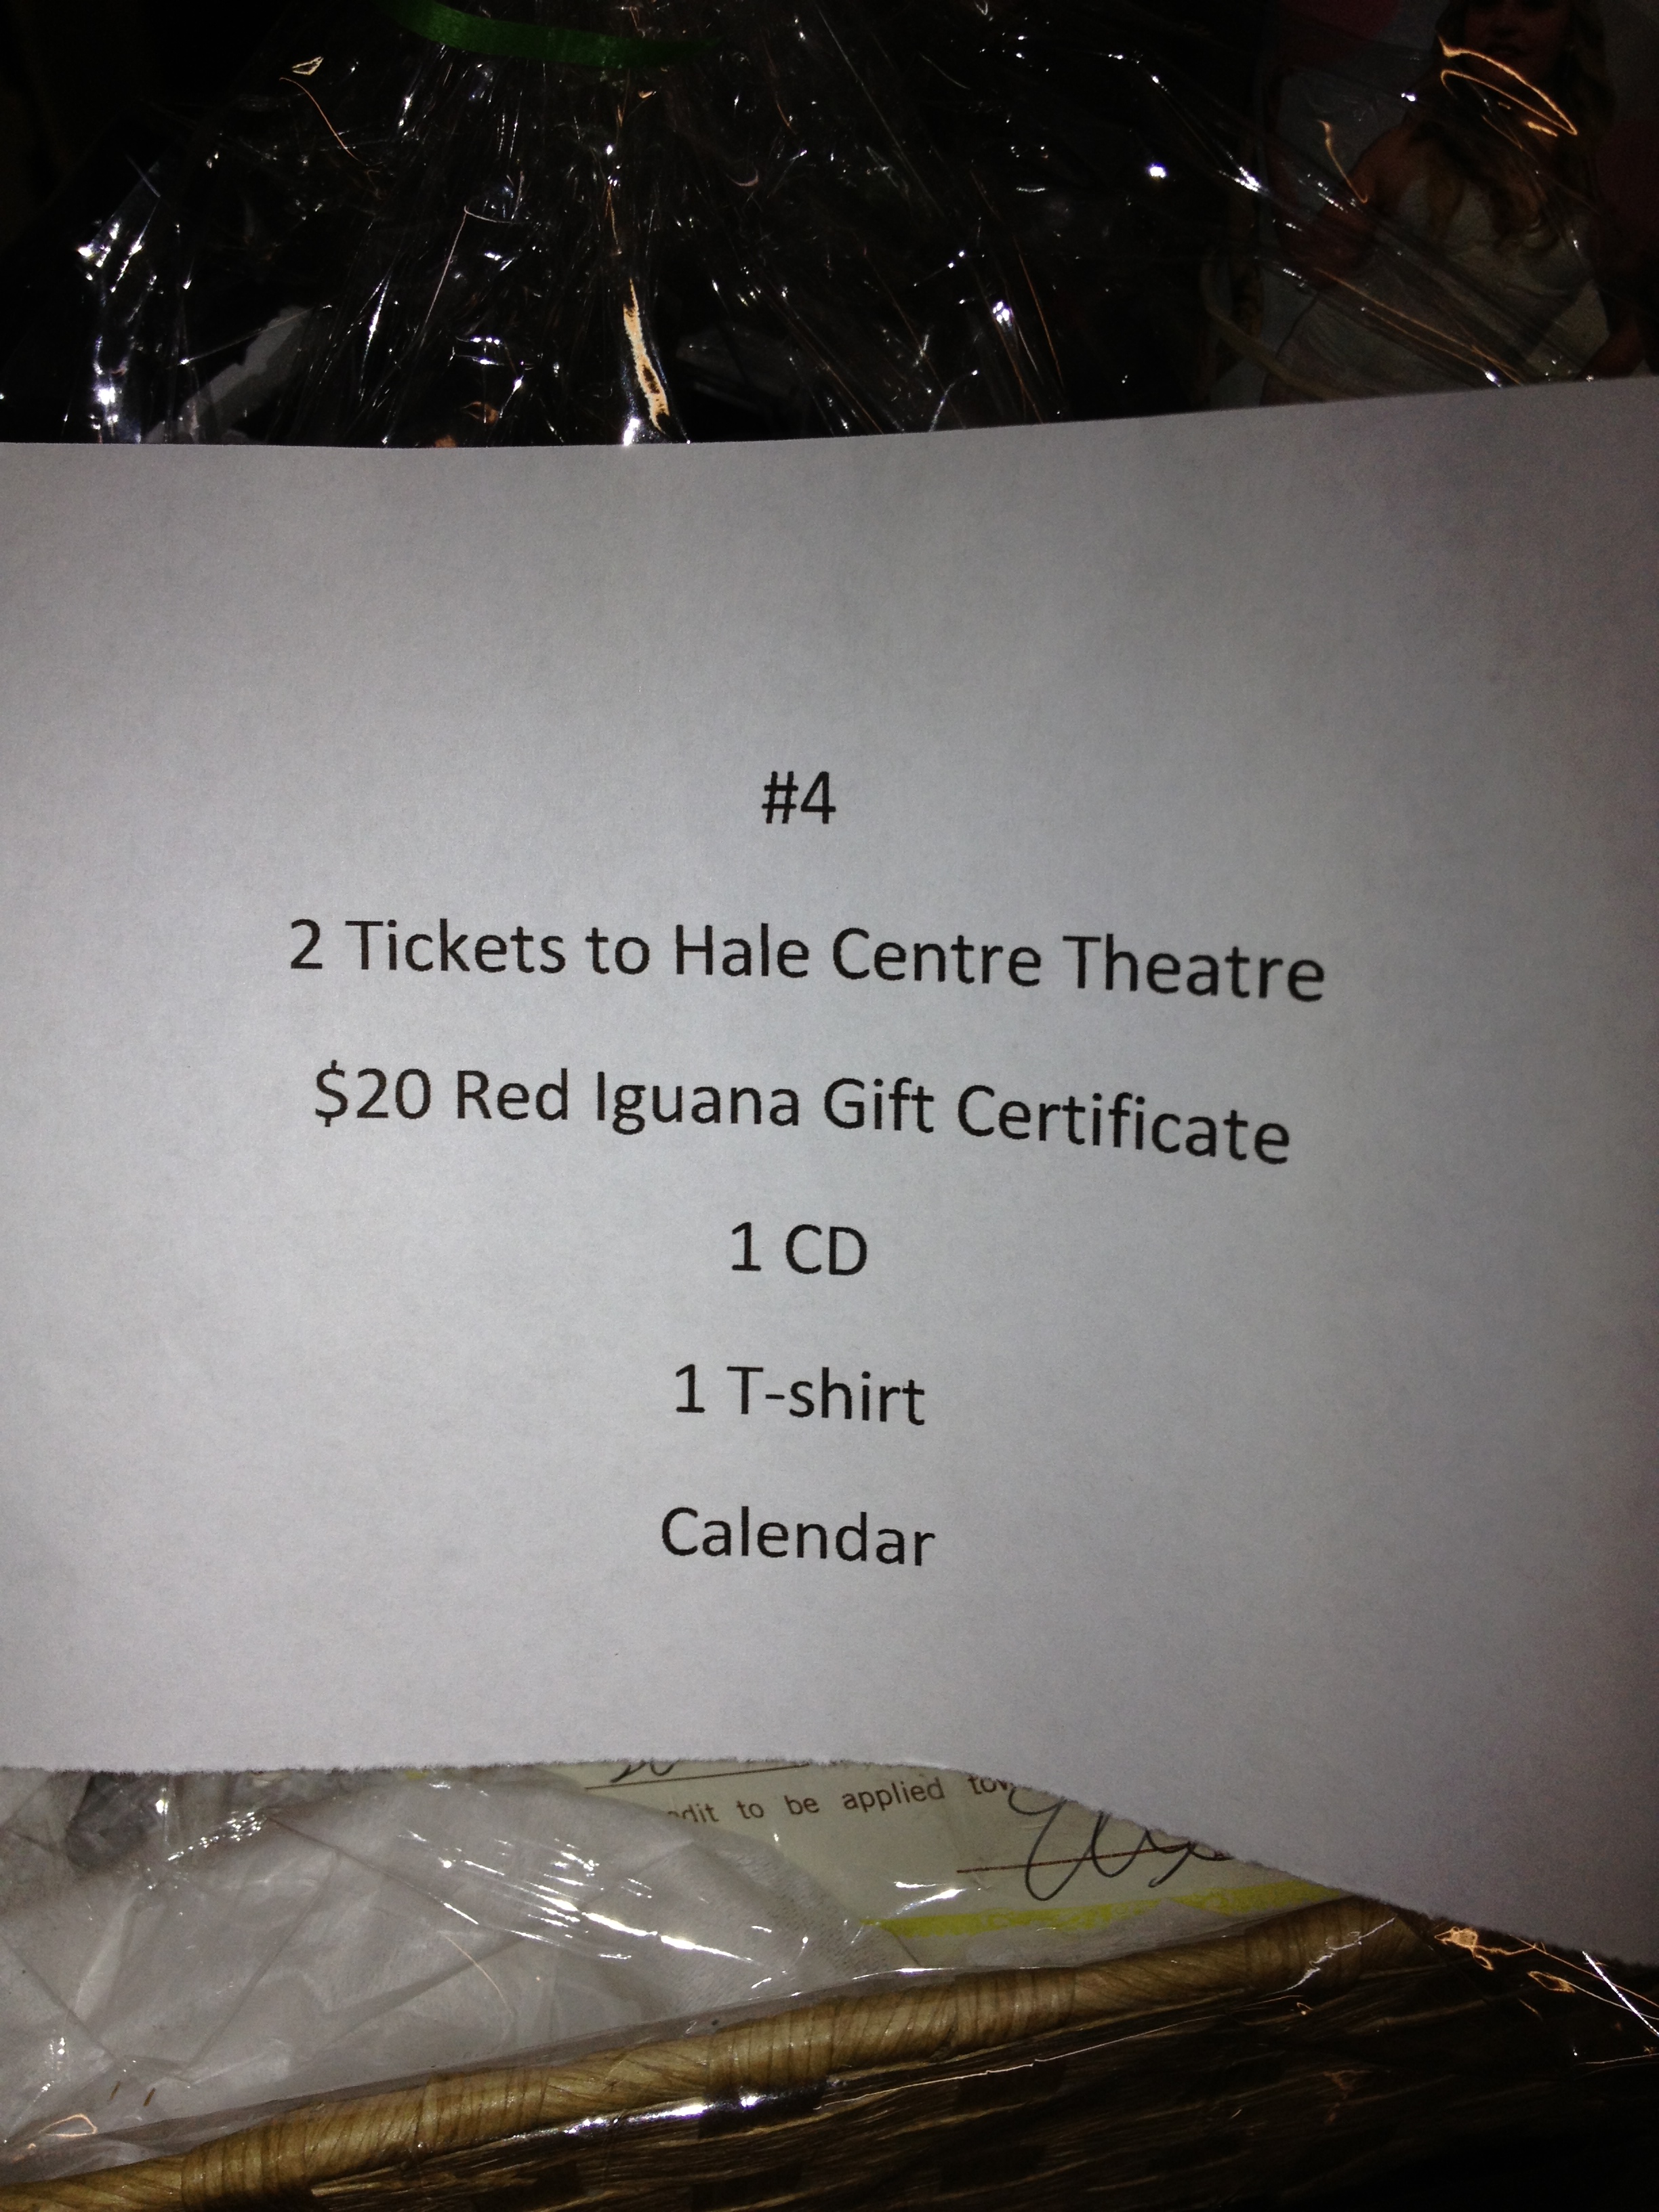 #4
2 Tickets to Hale Centre Theatre
$20 Red Iguana Gift Certificate
1 CD
1 T-shirt
Calendar
to be applied